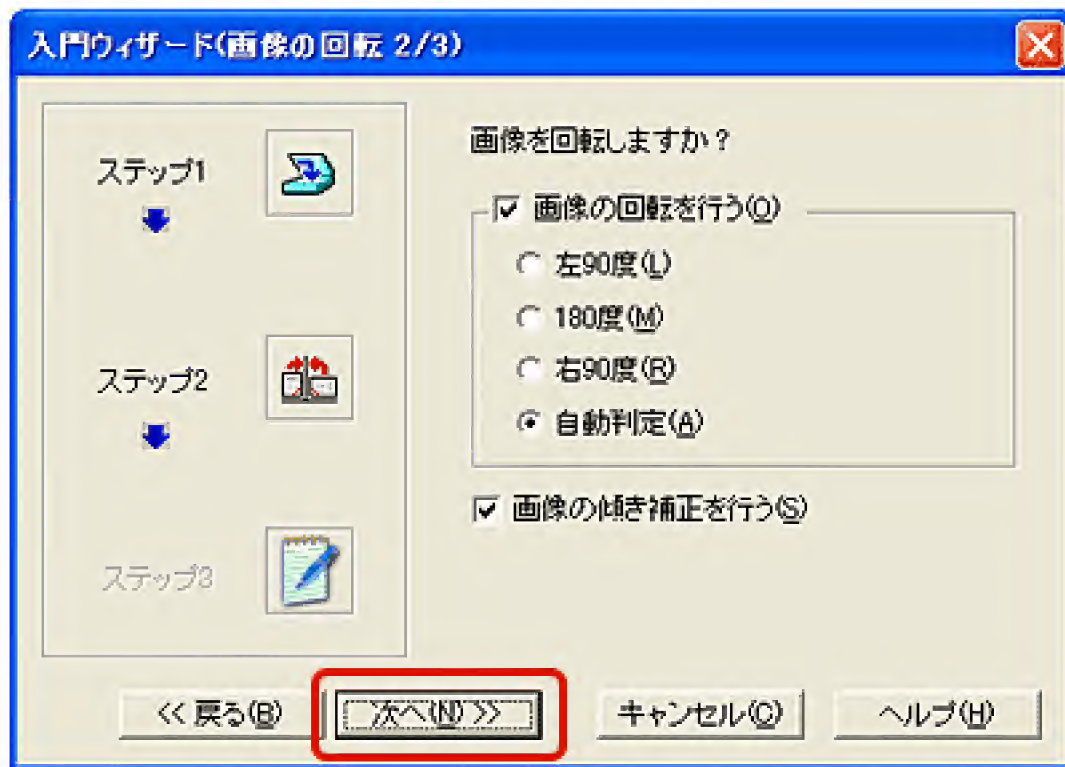 入門ウィザード(画像の回転 2/3)
ステップ1
ステップ2
ステップ3
画像を回転しますか?
画像の回転を行う(O)
左90度(L)
180度(M)
右90度(R)
自動判定(A)
画像の傾き補正を行う(S)
<< 戻る(B)
次へ(N) >>
キャンセル(C)
ヘルプ(H)